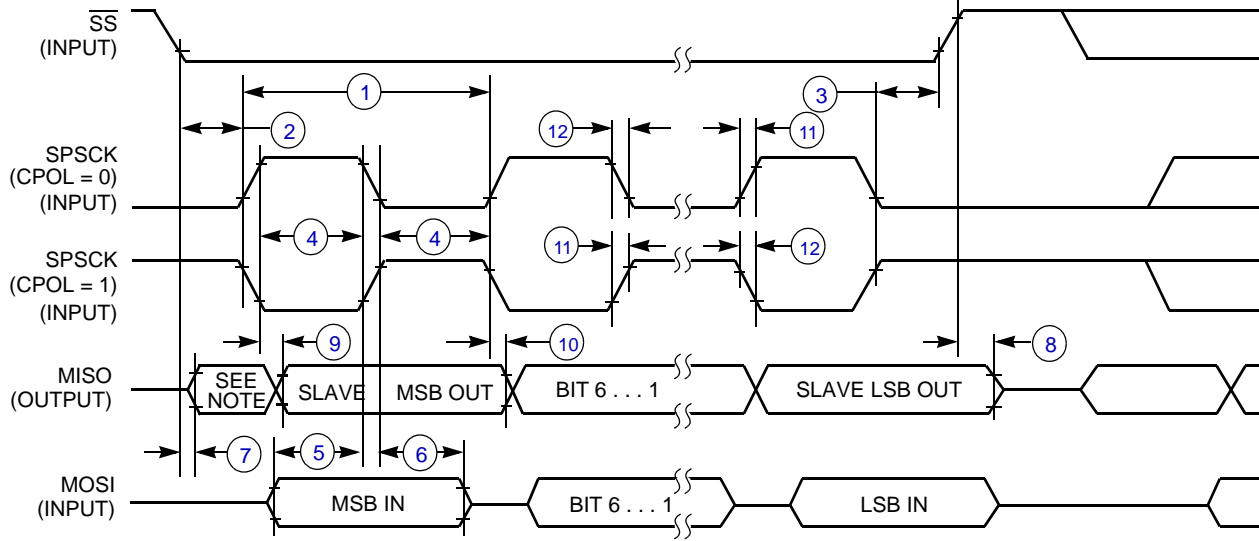 SS
(INPUT)
1
3
2
12
11
SPSCK
(CPOL = 0)
(INPUT)
4
4
11
12
SPSCK
(CPOL = 1)
(INPUT)
9
10
8
MISO
(OUTPUT)
SEE
NOTE
SLAVE
MSB OUT
BIT 6 . . . 1
SLAVE LSB OUT
7
5
6
MOSI
(INPUT)
MSB IN
BIT 6 . . . 1
LSB IN